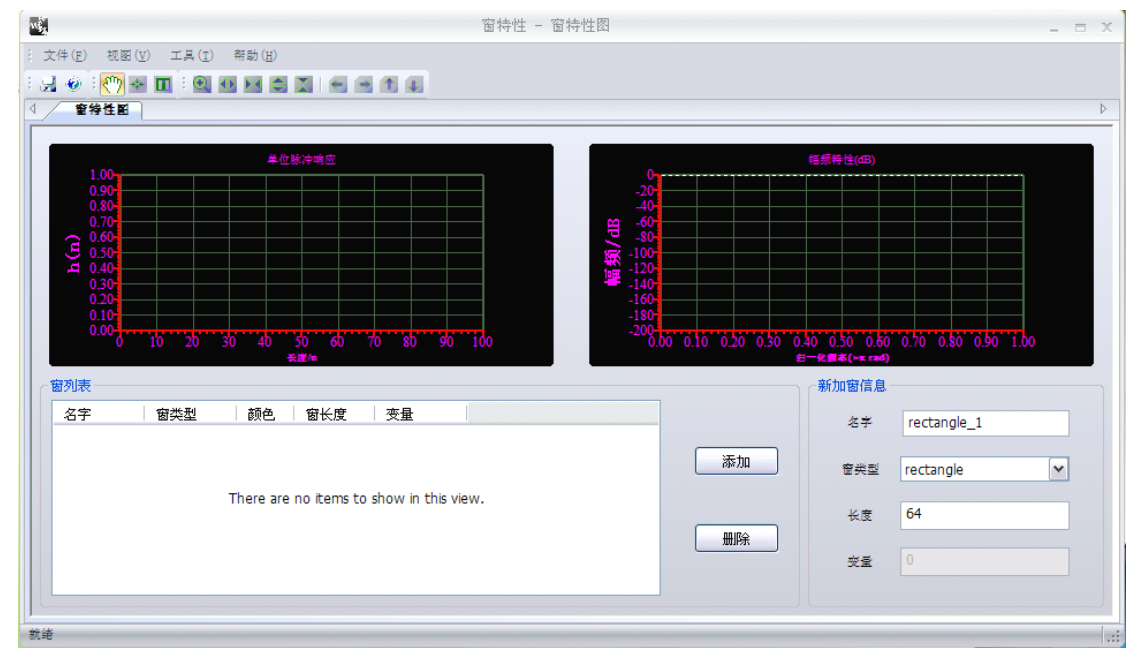 窗特性 - 窗特性图
文件(F) 视图(V) 工具(T) 帮助(H)
窗特性图
单位脉冲响应
1.00
0.90
0.80
0.70
0.60
0.50
0.40
0.30
0.20
0.10
0.00
h(n)
0 10 20 30 40 50 60 70 80 90 100
长度/n
幅频特性(dB)
0
-20
-40
-60
-80
-100
-120
-140
-160
-180
-200
幅频/dB
0.00 0.10 0.20 0.30 0.40 0.50 0.60 0.70 0.80 0.90 1.00
归一化频率(×π rad)
窗列表
名字 窗类型 颜色 窗长度 变量
There are no items to show in this view.
添加
删除
新加窗信息
名字 rectangle_1
窗类型 rectangle
长度 64
变量 0
就绪